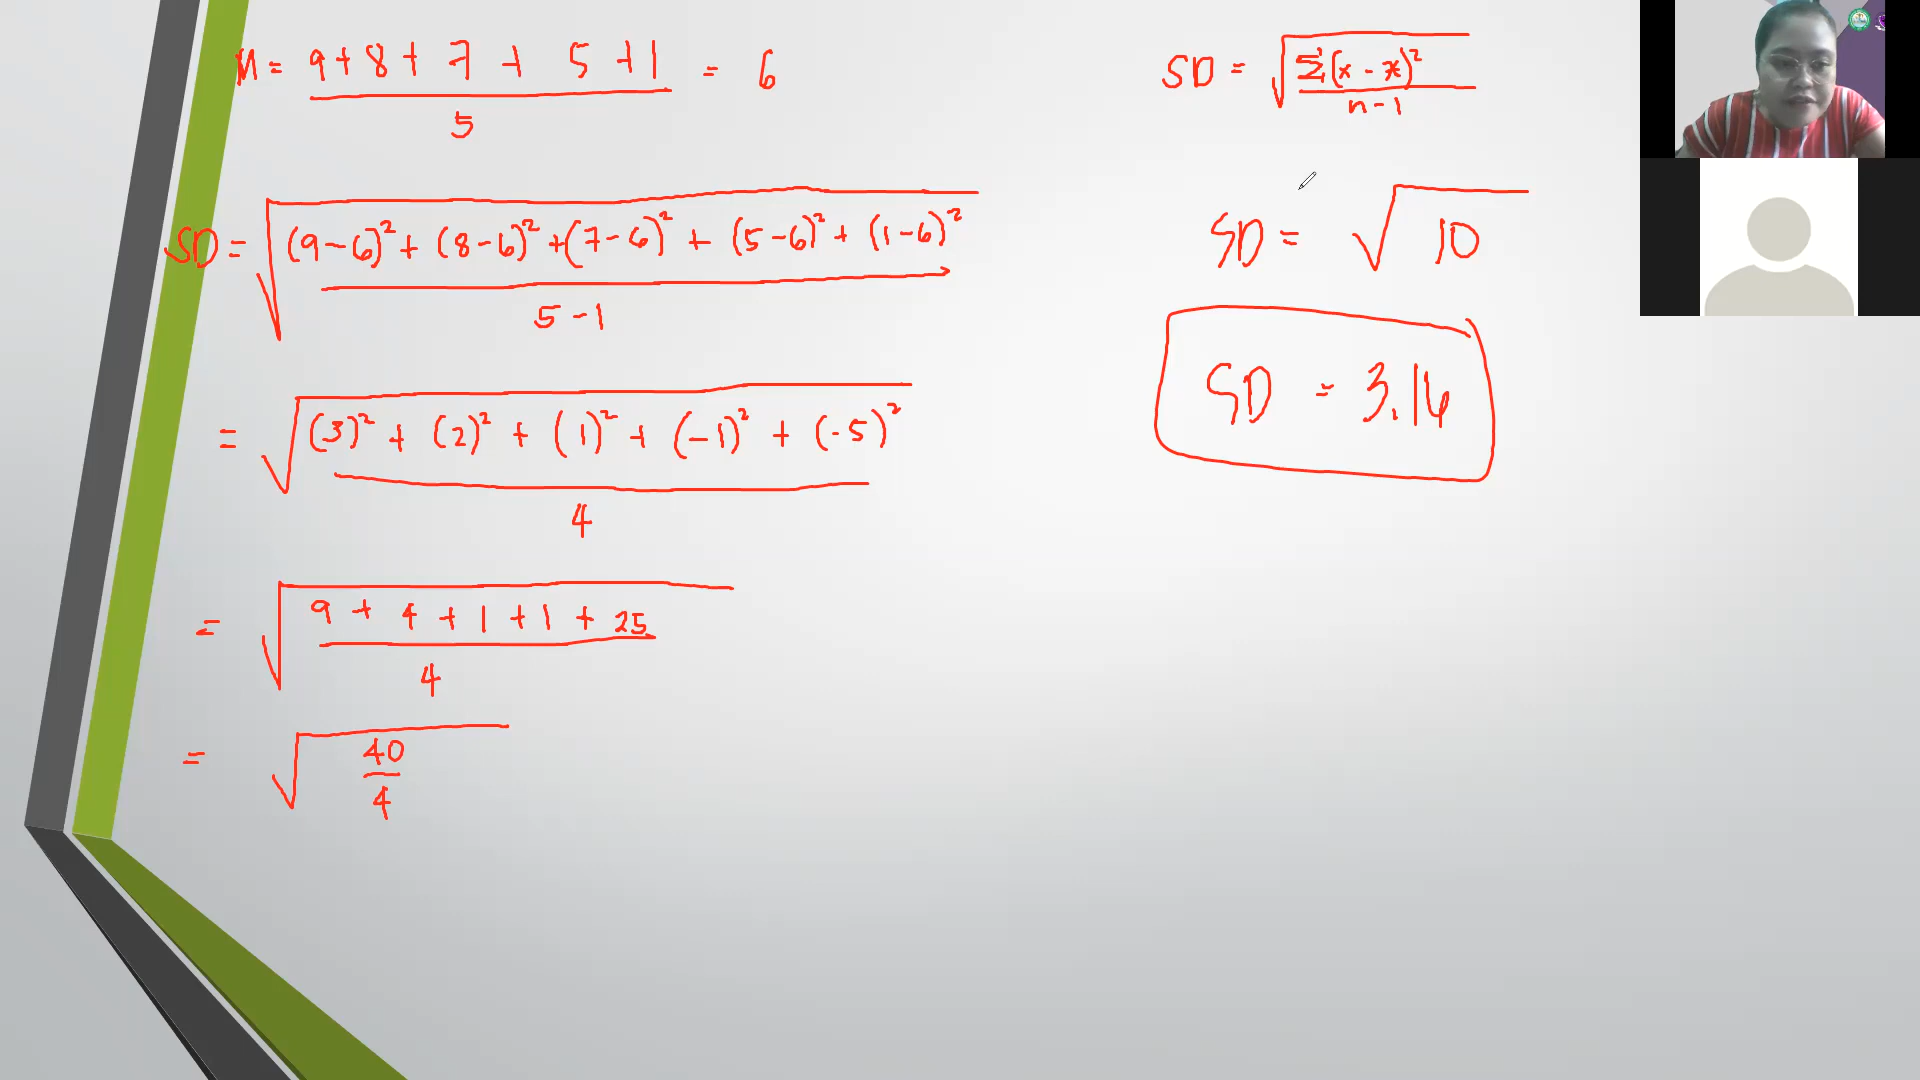 M = 9 + 8 + 7 + 5 + 1 = 6
5
SD = √ (9 - 6)² + (8 - 6)² + (7 - 6)² + (5 - 6)² + (1 - 6)²
5 - 1
= √ (3)² + (2)² + (1)² + (-1)² + (-5)²
4
= √ 9 + 4 + 1 + 1 + 25
4
= √ 40
4
SD = √ Σ(x - x̄)²
n - 1
SD = √ 10
SD = 3.16